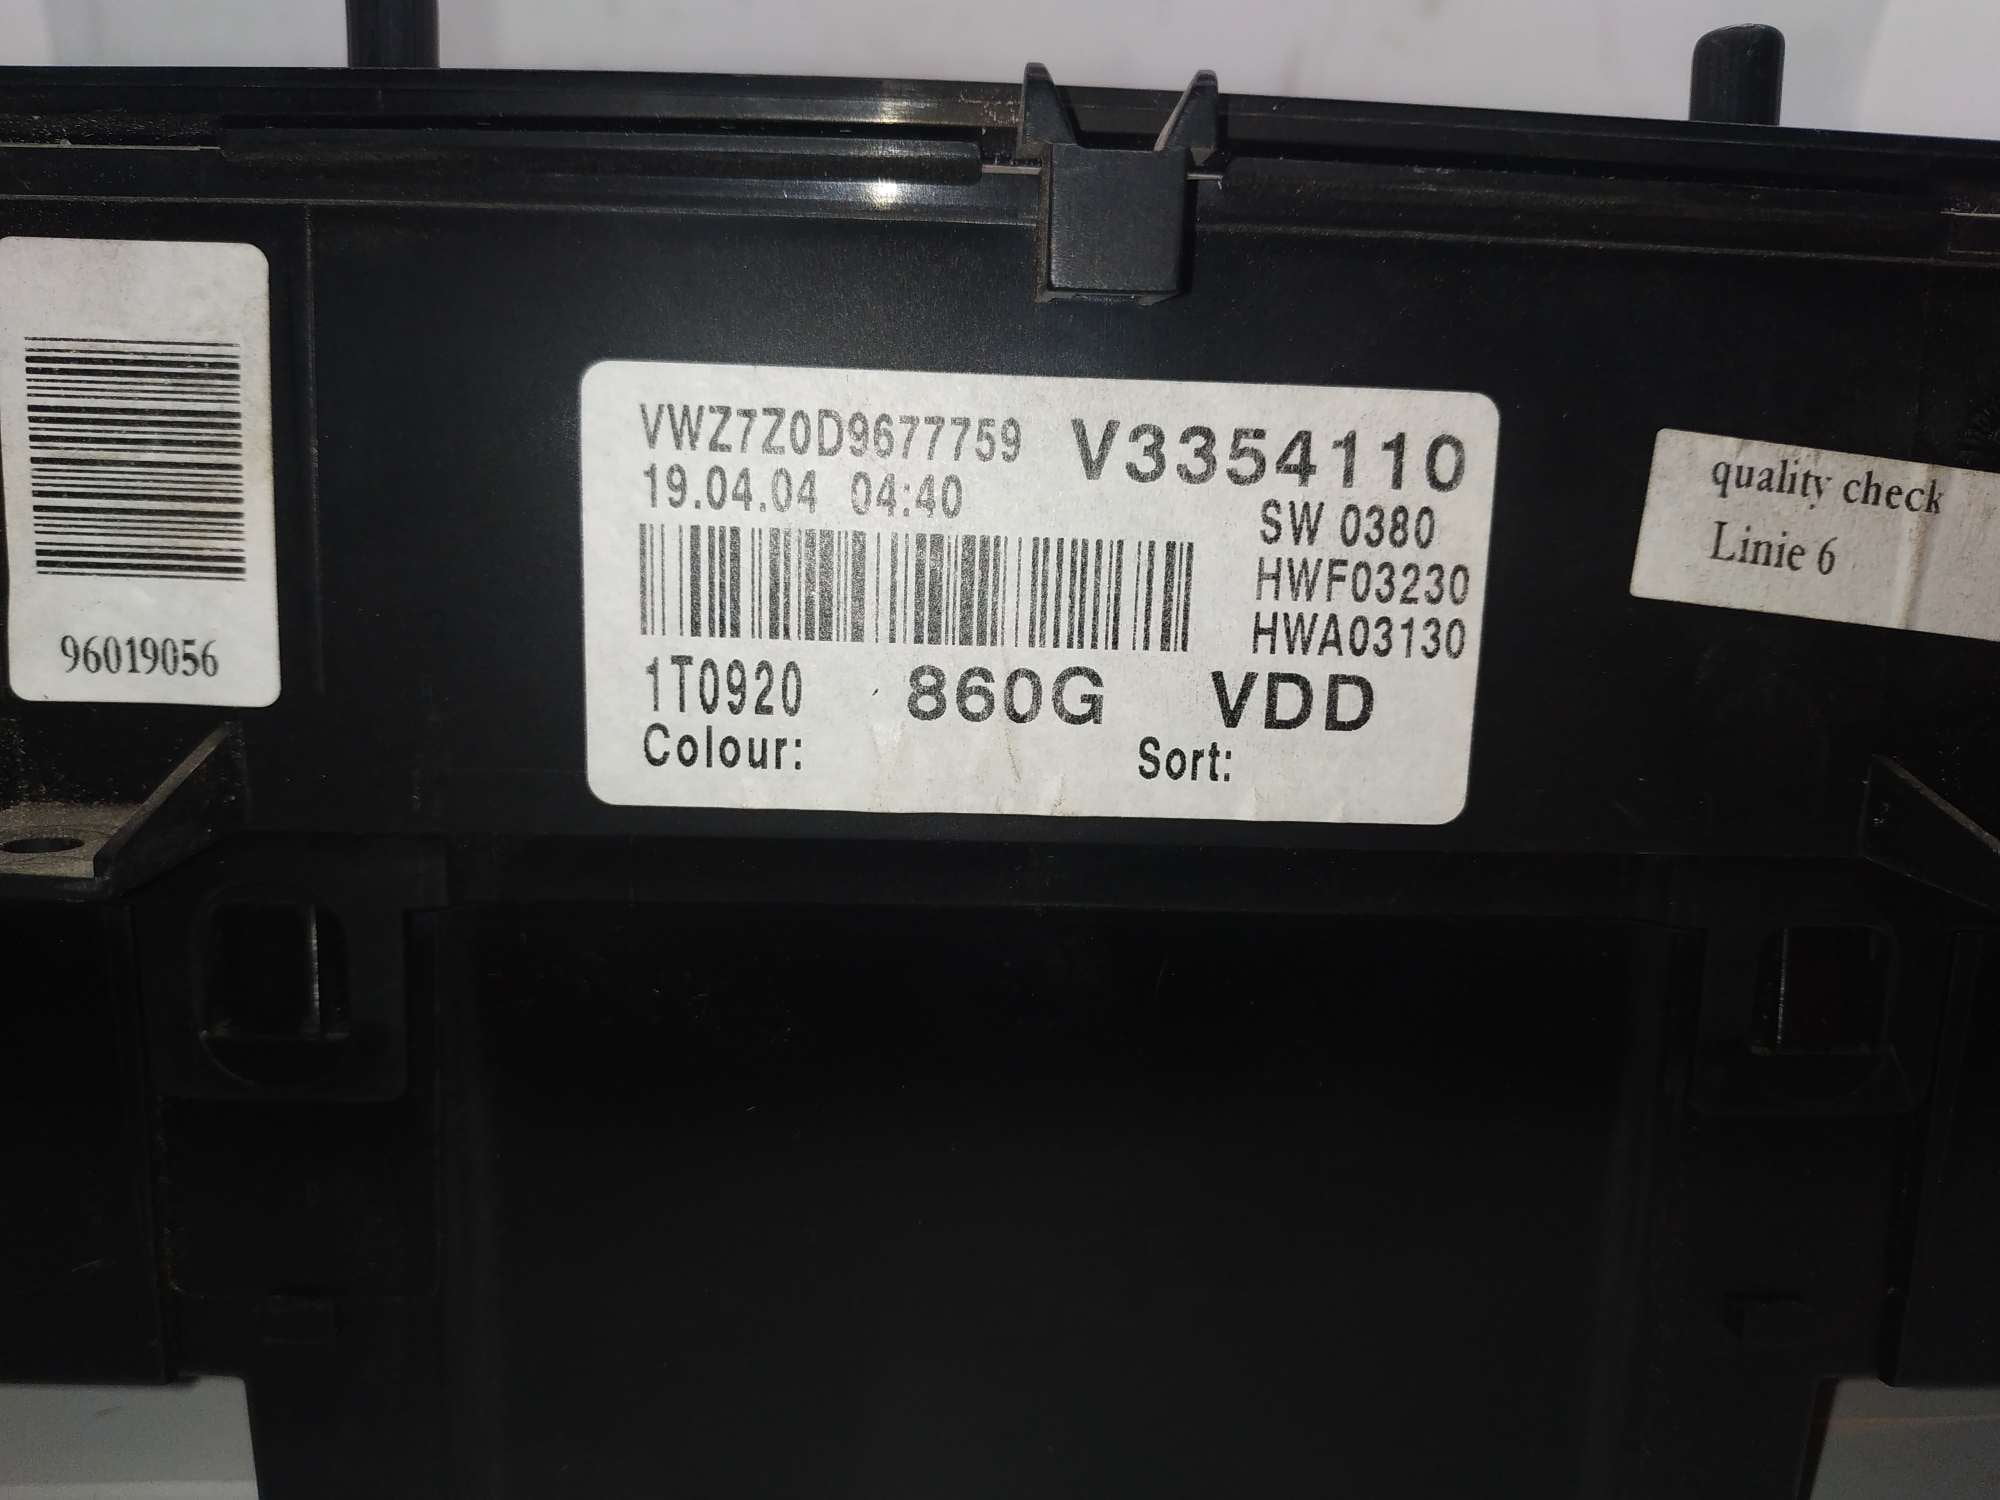 96019056
VWZ7Z0D9677759 V3354110
19.04.04 04:40
SW 0380
HWF03230
HWA03130
1T0920 860G VDD
Colour: Sort:
quality check
Linie 6